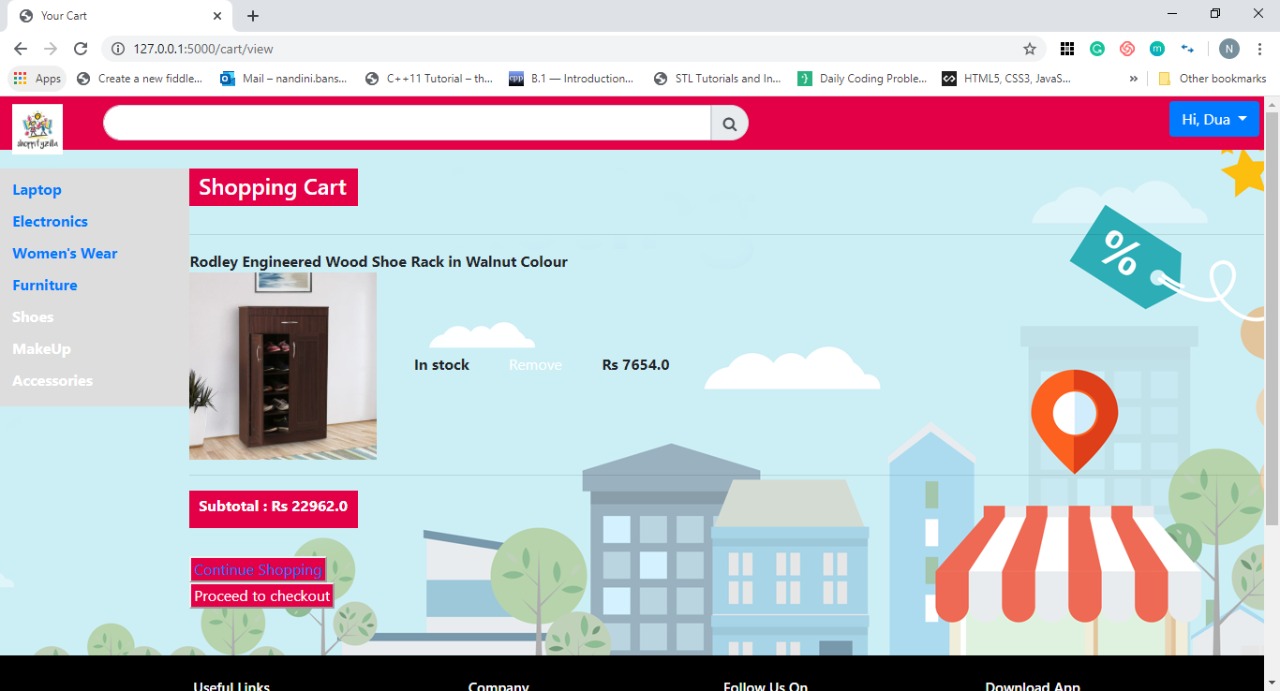 Your Cart
127.0.0.1:5000/cart/view
N
Apps
Create a new fiddle...
Mail – nandini.bans...
C++11 Tutorial – th...
cpp
B.1 — Introduction...
STL Tutorials and In...
Daily Coding Proble...
HTML5, CSS3, JavaS...
»
Other bookmarks
shoppifyzilla
Hi, Dua
Laptop
Electronics
Women's Wear
Furniture
Shoes
MakeUp
Accessories
Shopping Cart
%
Rodley Engineered Wood Shoe Rack in Walnut Colour
In stock Remove Rs 7654.0
Subtotal : Rs 22962.0
Continue Shopping
Proceed to checkout
Useful Links Company Follow Us On Download App